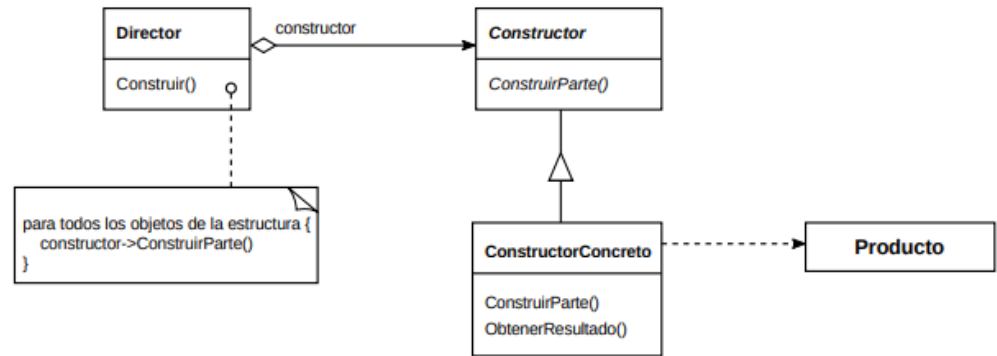 Director
constructor
Constructor
Construir()
ConstruirParte()
para todos los objetos de la estructura {
constructor->ConstruirParte()
}
ConstructorConcreto
Producto
ConstruirParte()
ObtenerResultado()